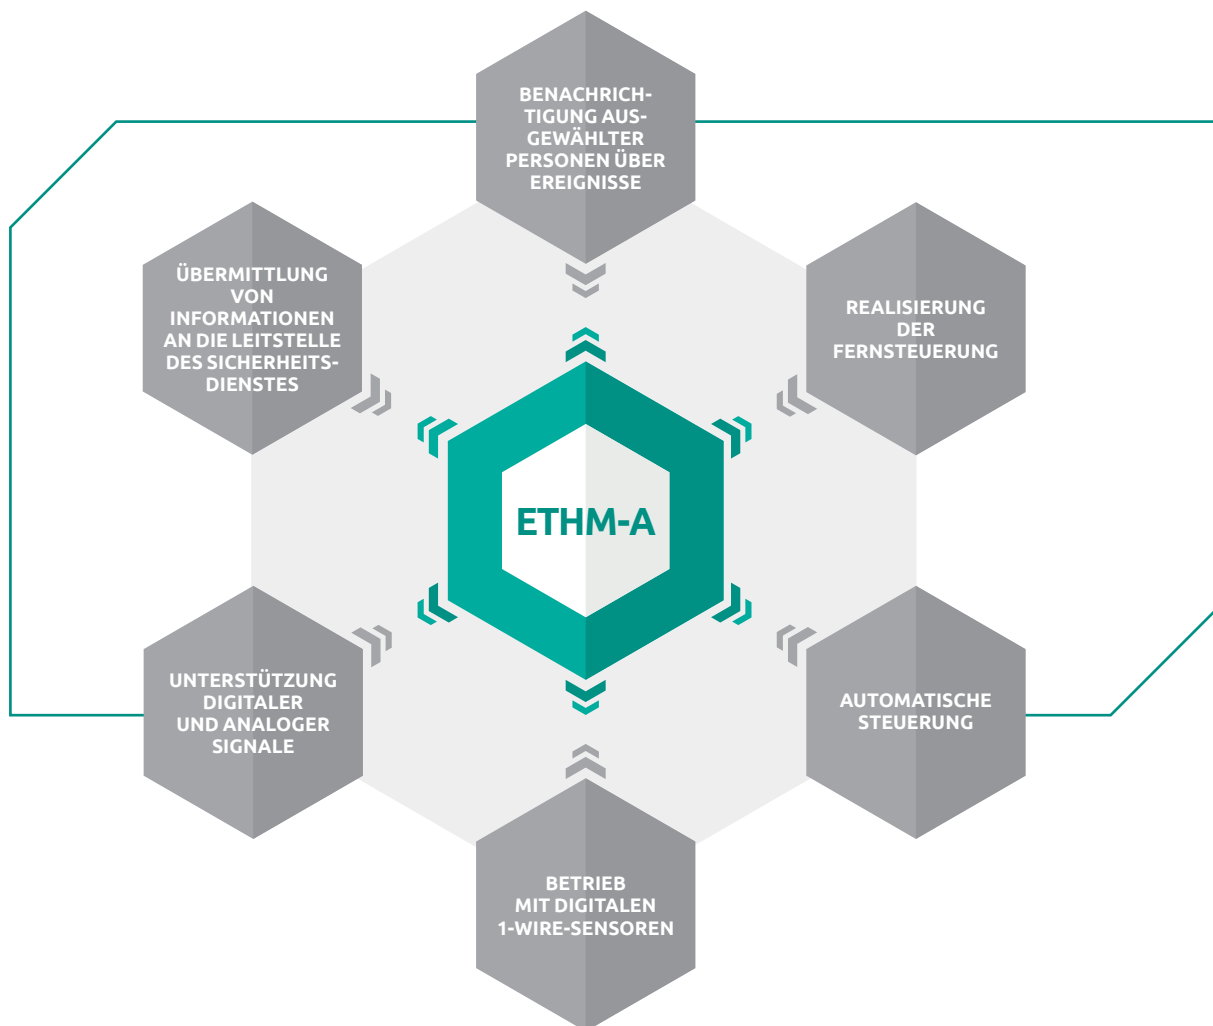 BENACHRICH-
TIGUNG AUS-
GEWÄHLTER
PERSONEN ÜBER
EREIGNISSE
ÜBERMITTLUNG
VON
INFORMATIONEN
AN DIE LEITSTELLE
DES SICHERHEITS-
DIENSTES
REALISIERUNG
DER
FERNSTEUERUNG
ETHM-A
UNTERSTÜTZUNG
DIGITALER
UND ANALOGER
SIGNALE
AUTOMATISCHE
STEUERUNG
BETRIEB
MIT DIGITALEN
1-WIRE-SENSOREN